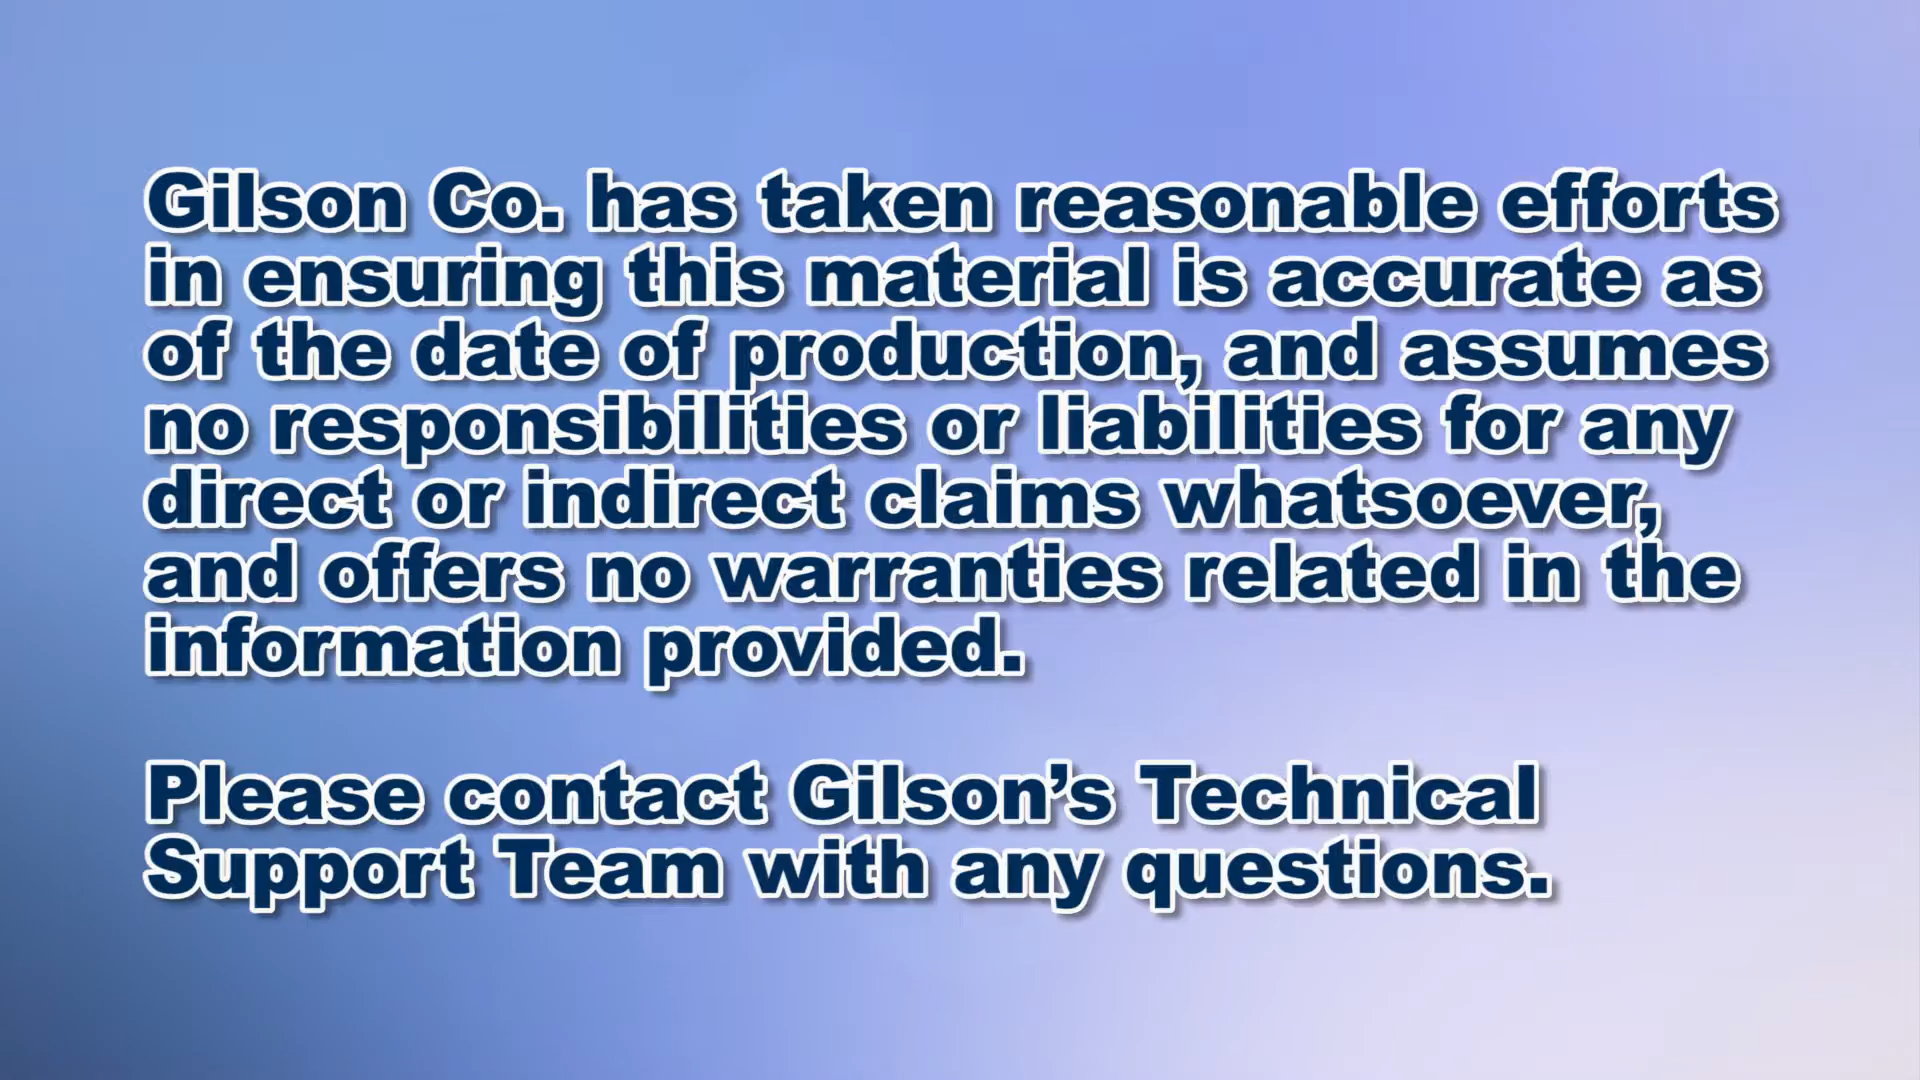 Gilson Co. has taken reasonable efforts
in ensuring this material is accurate as
of the date of production, and assumes
no responsibilities or liabilities for any
direct or indirect claims whatsoever,
and offers no warranties related in the
information provided.
Please contact Gilson’s Technical
Support Team with any questions.